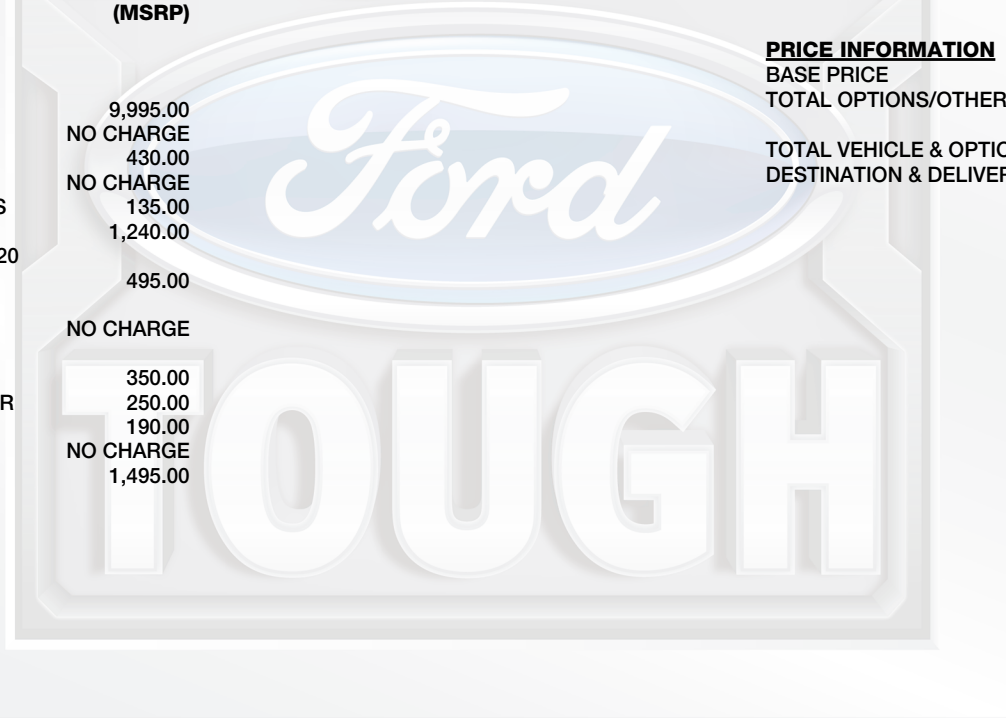 (MSRP)
9,995.00
NO CHARGE
430.00
NO CHARGE
S 135.00
1,240.00
20
495.00
NO CHARGE
350.00
R 250.00
190.00
NO CHARGE
1,495.00
PRICE INFORMATION
BASE PRICE
TOTAL OPTIONS/OTHER
TOTAL VEHICLE & OPTIO
DESTINATION & DELIVER
Ford
TOUGH